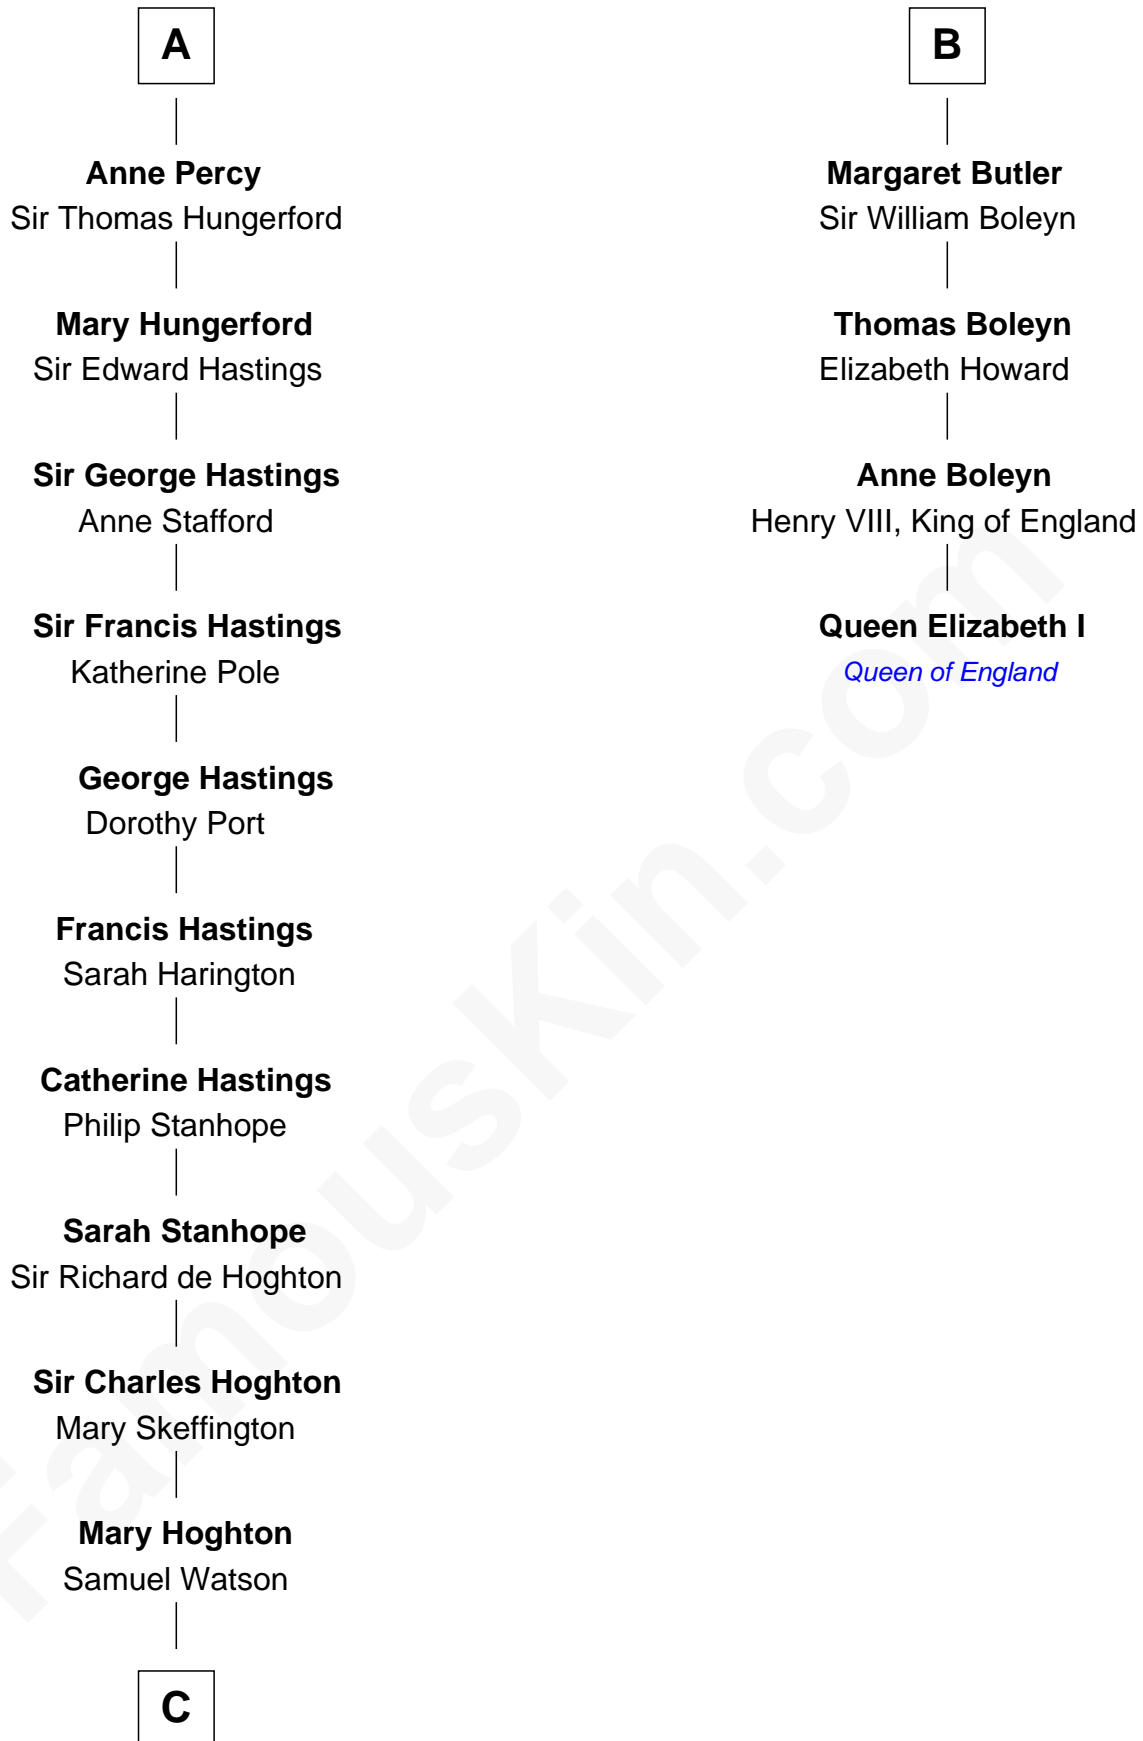 A
Anne Percy
Sir Thomas Hungerford
Mary Hungerford
Sir Edward Hastings
Sir George Hastings
Anne Stafford
Sir Francis Hastings
Katherine Pole
George Hastings
Dorothy Port
Francis Hastings
Sarah Harington
Catherine Hastings
Philip Stanhope
Sarah Stanhope
Sir Richard de Hoghton
Sir Charles Hoghton
Mary Skeffington
Mary Hoghton
Samuel Watson
C
B
Margaret Butler
Sir William Boleyn
Thomas Boleyn
Elizabeth Howard
Anne Boleyn
Henry VIII, King of England
Queen Elizabeth I
Queen of England
FamousKin.com